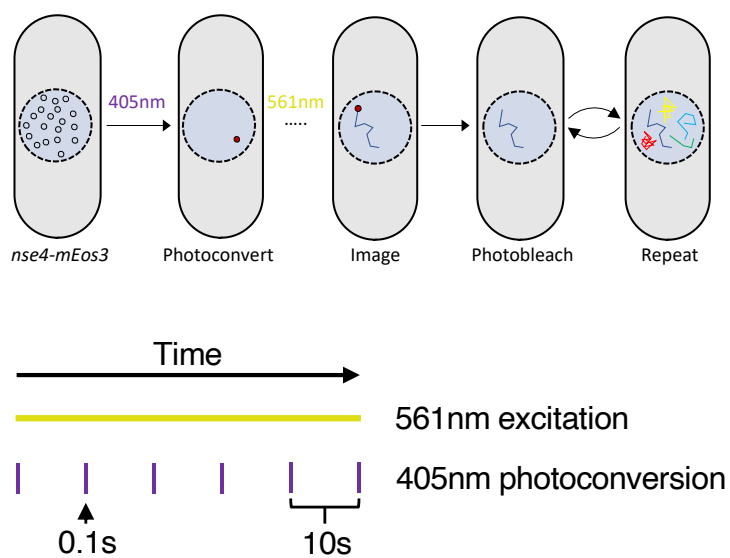 405nm
561nm
.....
nse4-mEos3
Photoconvert
Image
Photobleach
Repeat
Time
561nm excitation
405nm photoconversion
0.1s
10s